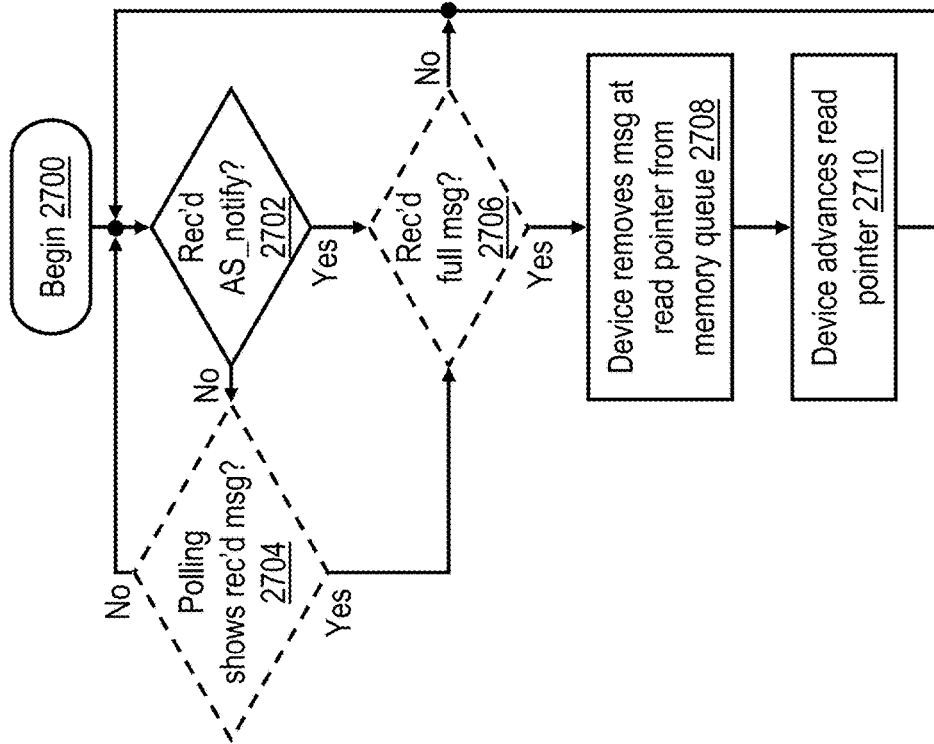 Begin 2700
Rec'd
AS_notify?
2702
No
Yes
Polling
shows rec'd msg?
2704
No
Yes
Rec'd
full msg?
2706
No
Yes
Device removes msg at
read pointer from
memory queue 2708
Device advances read
pointer 2710